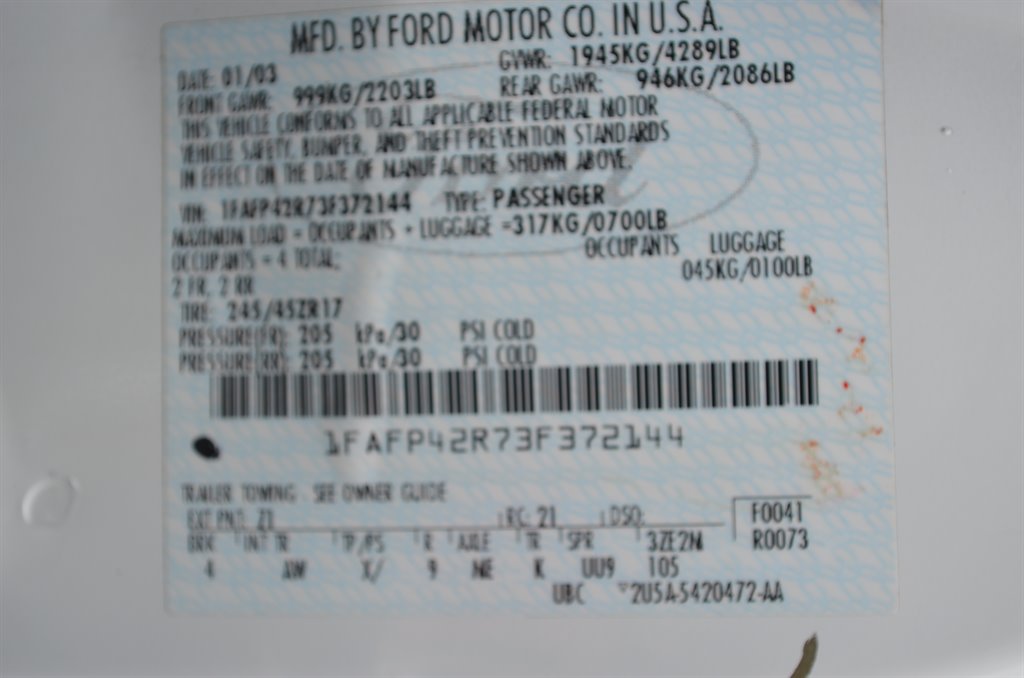 MFD. BY FORD MOTOR CO. IN U.S.A.
DATE: 01/03 GVWR: 1945KG/4289LB
FRONT GAWR: 999KG/2203LB REAR GAWR: 946KG/2086LB
THIS VEHICLE CONFORMS TO ALL APPLICABLE FEDERAL MOTOR
VEHICLE SAFETY, BUMPER, AND THEFT PREVENTION STANDARDS
IN EFFECT ON THE DATE OF MANUFACTURE SHOWN ABOVE.
VIN: 1FAFP42R73F372144 TYPE: PASSENGER
MAXIMUM LOAD = OCCUPANTS + LUGGAGE =317KG/0700LB
OCCUPANTS = 4 TOTAL: OCCUPANTS LUGGAGE
2 FR, 2 RR 045KG/0100LB
TIRE: 245/45ZR17
PRESSURE(FR): 205 kPa/30 PSI COLD
PRESSURE(RR): 205 kPa/30 PSI COLD
1FAFP42R73F372144
TRAILER TOWING - SEE OWNER GUIDE
EXT PNT: Z1 RC: 21 DSO: F0041
BRK INT TR TP/PS R AXLE TR SPR 3ZE2M R0073
4 AW X/ 9 NE K UU9 105
UBC 2U5A-5420472-AA